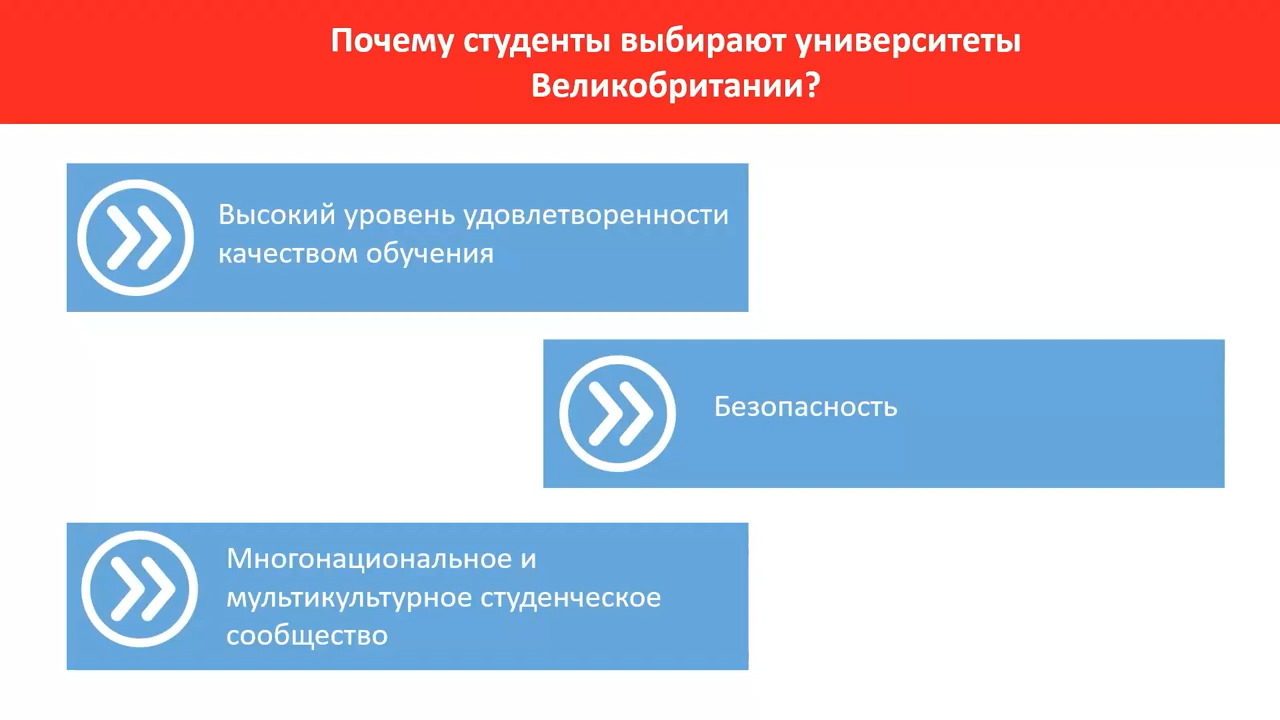 Почему студенты выбирают университеты
Великобритании?
Высокий уровень удовлетворенности
качеством обучения
Безопасность
Многонациональное и
мультикультурное студенческое
сообщество